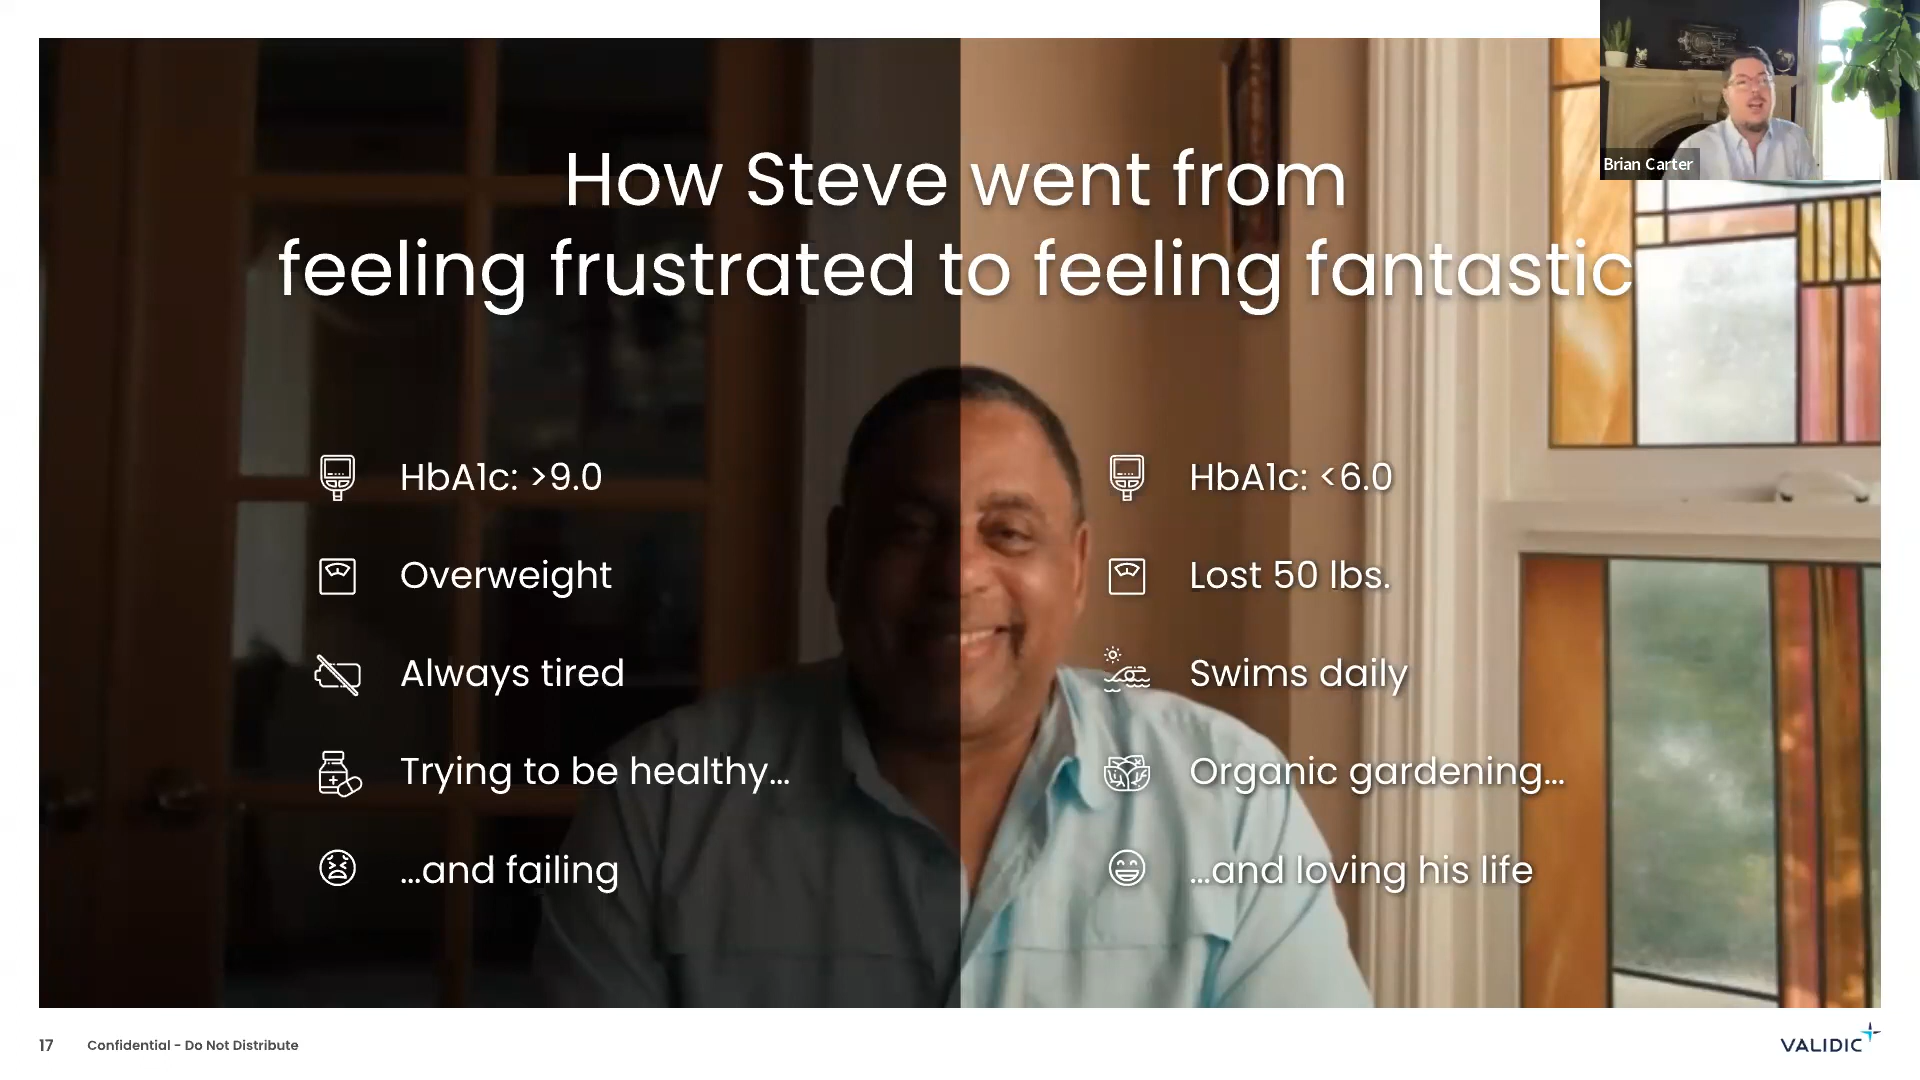 Brian Carter
How Steve went from
feeling frustrated to feeling fantastic
HbA1c: >9.0
Overweight
Always tired
Trying to be healthy...
...and failing
HbA1c: <6.0
Lost 50 lbs.
Swims daily
Organic gardening...
...and loving his life
17 Confidential - Do Not Distribute
VALIDIC